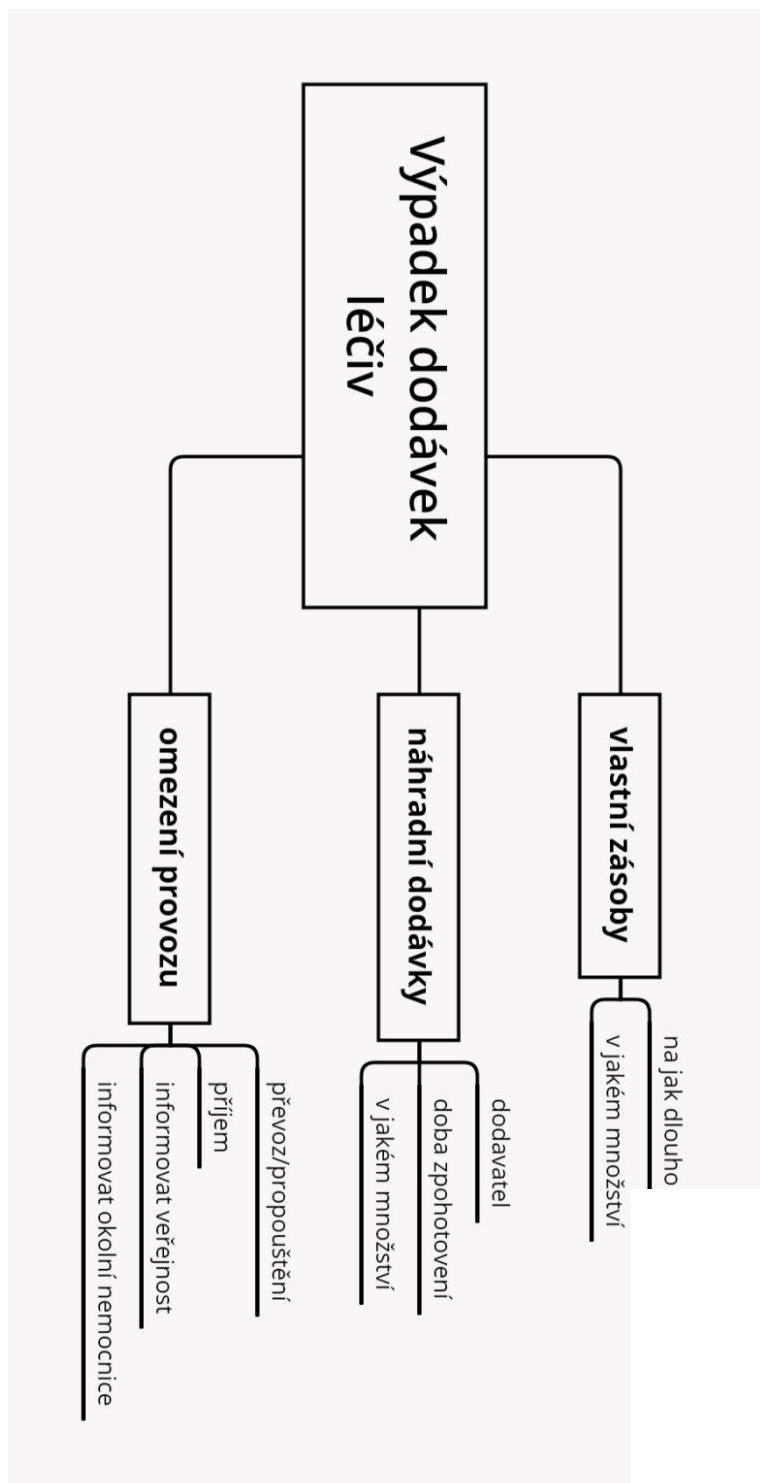 Výpadek dodávek
léčiv
vlastní zásoby
na jak dlouho
v jakém množství
náhradní dodávky
dodavatel
doba zpohotovení
v jakém množství
omezení provozu
převoz/propouštění
příjem
informovat veřejnost
informovat okolní nemocnice